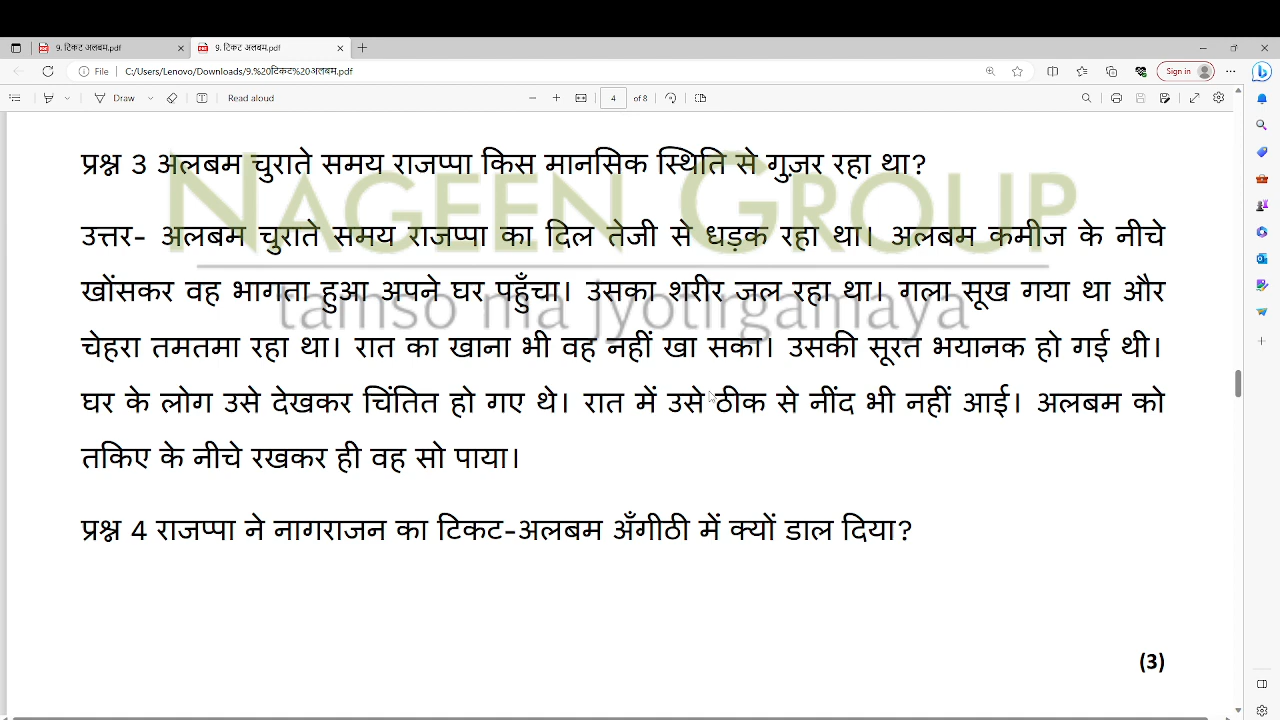 9. टिकट अलबम.pdf
9. टिकट अलबम.pdf
File
C:/Users/Lenovo/Downloads/9.%20टिकट%20अलबम.pdf
Sign in
Draw
Read aloud
4
of 8
NAGEEN GROUP
tamso ma jyotirgamaya
प्रश्न 3 अलबम चुराते समय राजप्पा किस मानसिक स्थिति से गुज़र रहा था?
उत्तर- अलबम चुराते समय राजप्पा का दिल तेजी से धड़क रहा था। अलबम कमीज के नीचे
खोंसकर वह भागता हुआ अपने घर पहुँचा। उसका शरीर जल रहा था। गला सूख गया था और
चेहरा तमतमा रहा था। रात का खाना भी वह नहीं खा सका। उसकी सूरत भयानक हो गई थी।
घर के लोग उसे देखकर चिंतित हो गए थे। रात में उसे ठीक से नींद भी नहीं आई। अलबम को
तकिए के नीचे रखकर ही वह सो पाया।
प्रश्न 4 राजप्पा ने नागराजन का टिकट-अलबम अँगीठी में क्यों डाल दिया?
(3)